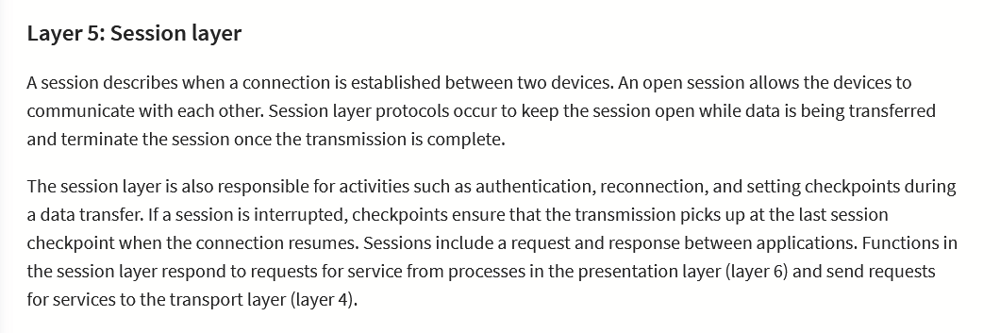 Layer 5: Session layer
A session describes when a connection is established between two devices. An open session allows the devices to
communicate with each other. Session layer protocols occur to keep the session open while data is being transferred
and terminate the session once the transmission is complete.
The session layer is also responsible for activities such as authentication, reconnection, and setting checkpoints during
a data transfer. If a session is interrupted, checkpoints ensure that the transmission picks up at the last session
checkpoint when the connection resumes. Sessions include a request and response between applications. Functions in
the session layer respond to requests for service from processes in the presentation layer (layer 6) and send requests
for services to the transport layer (layer 4).